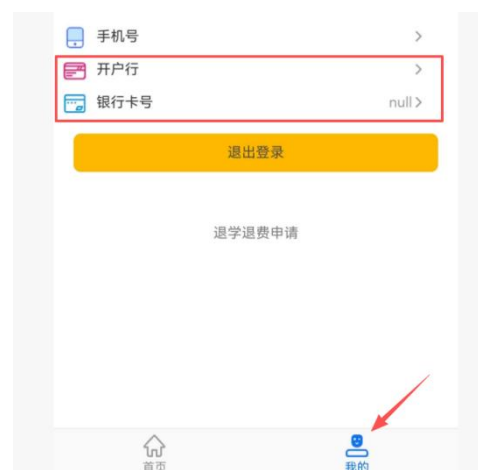 手机号
开户行
银行卡号 null
退出登录
退学退费申请
首页 我的